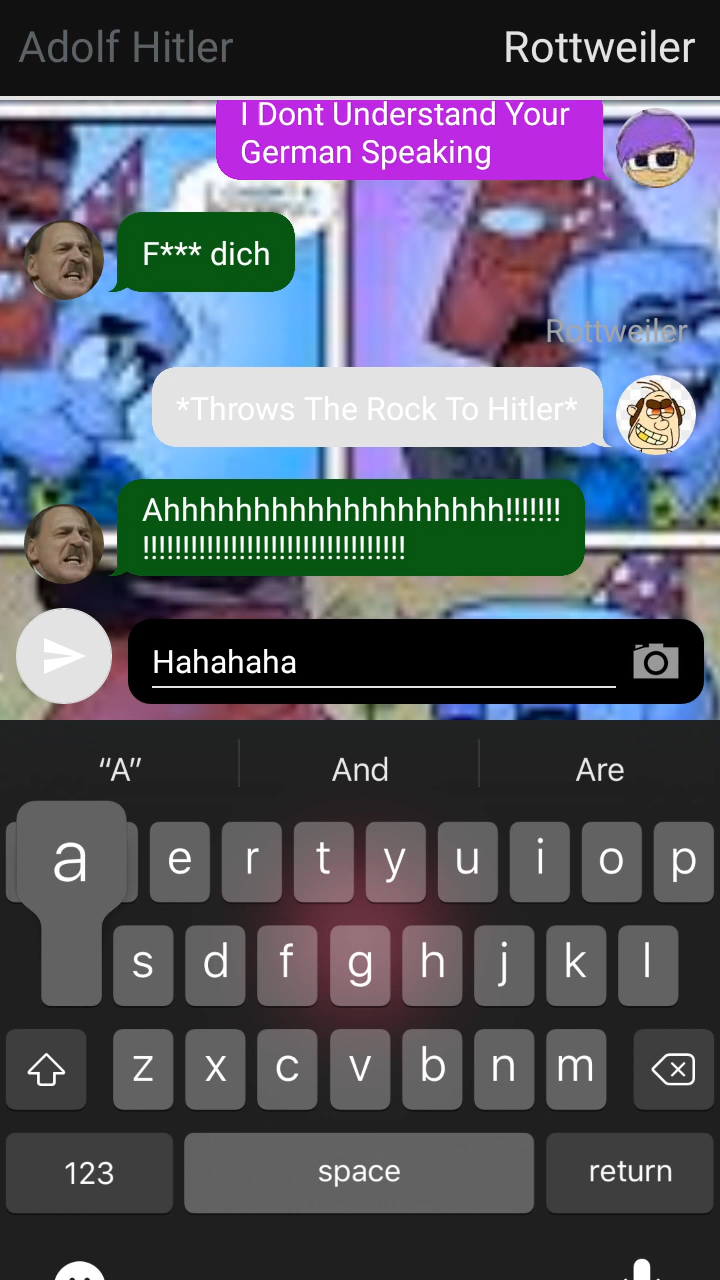 Adolf Hitler
Rottweiler
I Dont Understand Your
German Speaking
F*** dich
Rottweiler
*Throws The Rock To Hitler*
Ahhhhhhhhhhhhhhhhhhh!!!!!!!
!!!!!!!!!!!!!!!!!!!!!!!!!!!!!!!!!
Hahahaha
“A”
And
Are
a
e r t y u i o p
s d f g h j k l
z x c v b n m
123
space
return